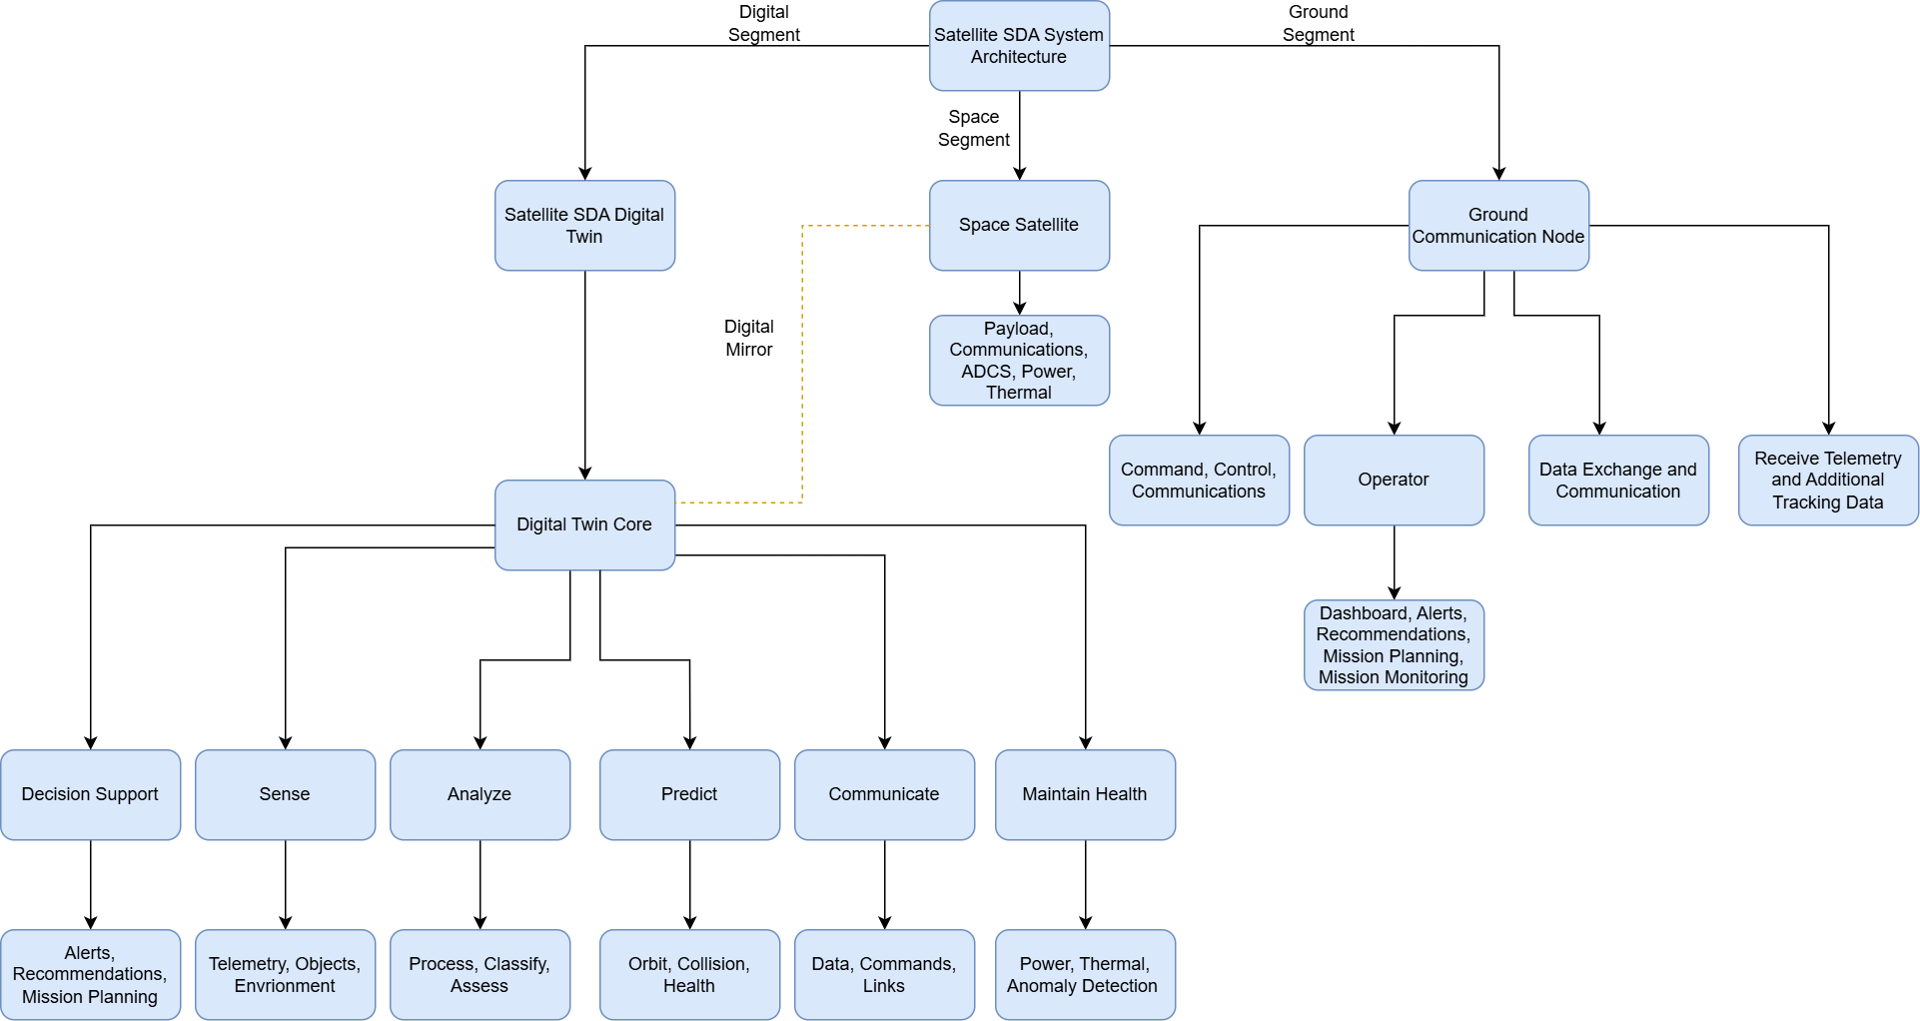 Digital
Segment
Satellite SDA System
Architecture
Ground
Segment
Space
Segment
Satellite SDA Digital
Twin
Space Satellite
Ground
Communication Node
Digital
Mirror
Payload,
Communications,
ADCS, Power,
Thermal
Command, Control,
Communications
Operator
Data Exchange and
Communication
Receive Telemetry
and Additional
Tracking Data
Digital Twin Core
Dashboard, Alerts,
Recommendations,
Mission Planning,
Mission Monitoring
Decision Support
Sense
Analyze
Predict
Communicate
Maintain Health
Alerts,
Recommendations,
Mission Planning
Telemetry, Objects,
Envrionment
Process, Classify,
Assess
Orbit, Collision,
Health
Data, Commands,
Links
Power, Thermal,
Anomaly Detection